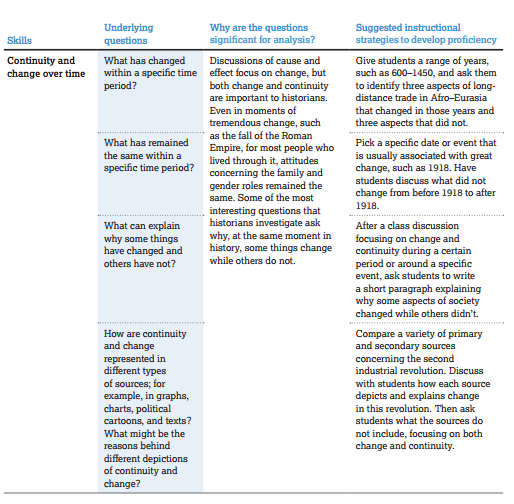 Skills
Underlying
questions
Why are the questions
significant for analysis?
Suggested instructional
strategies to develop proficiency
Continuity and
change over time
What has changed
within a specific time
period?
Discussions of cause and
effect focus on change, but
both change and continuity
are important to historians.
Even in moments of
tremendous change, such
as the fall of the Roman
Empire, for most people who
lived through it, attitudes
concerning the family and
gender roles remained the
same. Some of the most
interesting questions that
historians investigate ask
why, at the same moment in
history, some things change
while others do not.
Give students a range of years,
such as 600–1450, and ask them
to identify three aspects of long-
distance trade in Afro–Eurasia
that changed in those years and
three aspects that did not.
What has remained
the same within a
specific time period?
Pick a specific date or event that
is usually associated with great
change, such as 1918. Have
students discuss what did not
change from before 1918 to after
1918.
What can explain
why some things
have changed and
others have not?
After a class discussion
focusing on change and
continuity during a certain
period or around a specific
event, ask students to write
a short paragraph explaining
why some aspects of society
changed while others didn't.
How are continuity
and change
represented in
different types
of sources; for
example, in graphs,
charts, political
cartoons, and texts?
What might be the
reasons behind
different depictions
of continuity and
change?
Compare a variety of primary
and secondary sources
concerning the second
industrial revolution. Discuss
with students how each source
depicts and explains change
in this revolution. Then ask
students what the sources do
not include, focusing on both
change and continuity.